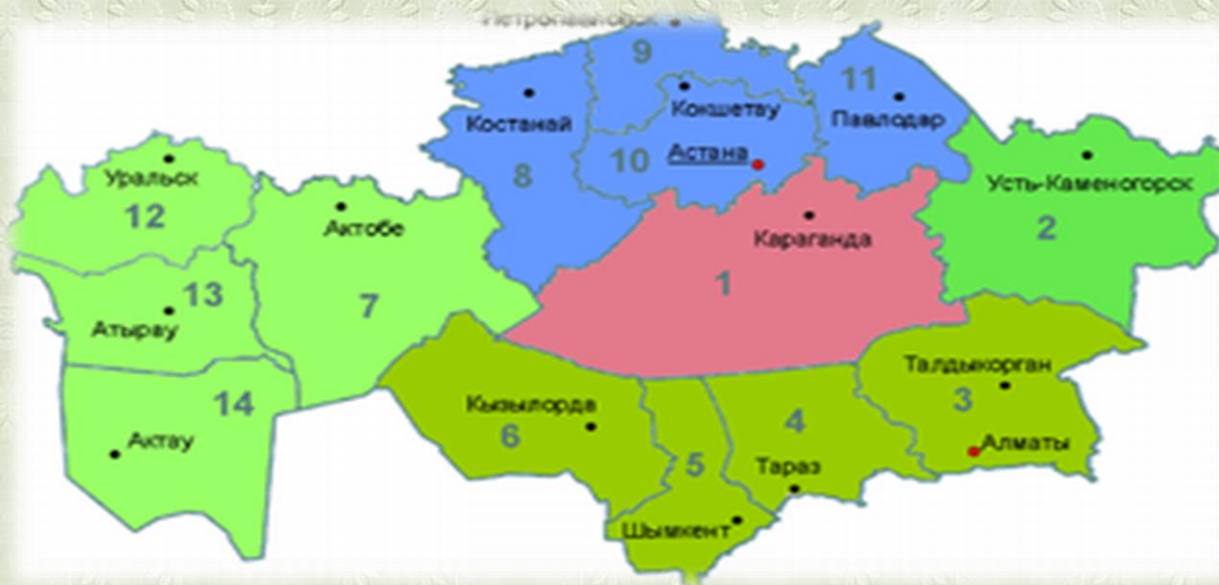 Петропавловск
9
11
Костанай
Кокшетау
Павлодар
8
10
Астана
Уральск
12
Актобе
Усть-Каменогорск
2
Караганда
1
13
7
Атырау
14
Актау
Талдыкорган
3
Кызылорда
6
4
5
Алматы
Тараз
Шымкент